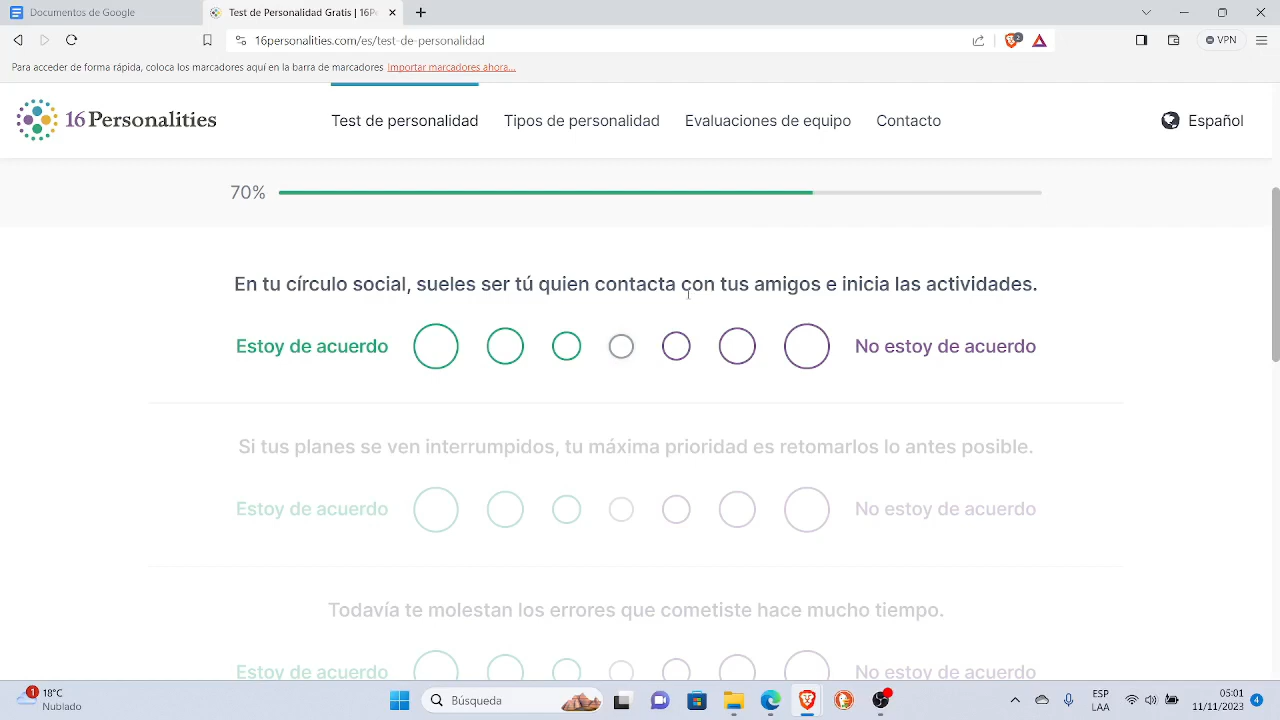 Documentos de Google
Test de Personalidad Gratis | 16P
16personalities.com/es/test-de-personalidad
2
VPN
Para acceder de forma rápida, coloca los marcadores aquí en la barra de marcadores Importar marcadores ahora...
16Personalities
Test de personalidad
Tipos de personalidad
Evaluaciones de equipo
Contacto
Español
70%
En tu círculo social, sueles ser tú quien contacta con tus amigos e inicia las actividades.
Estoy de acuerdo
No estoy de acuerdo
Si tus planes se ven interrumpidos, tu máxima prioridad es retomarlos lo antes posible.
Estoy de acuerdo
No estoy de acuerdo
Todavía te molestan los errores que cometiste hace mucho tiempo.
Estoy de acuerdo
No estoy de acuerdo
1
18°C
Nublado
Búsqueda
ESP
LAA
05:01
11/11/2023
4